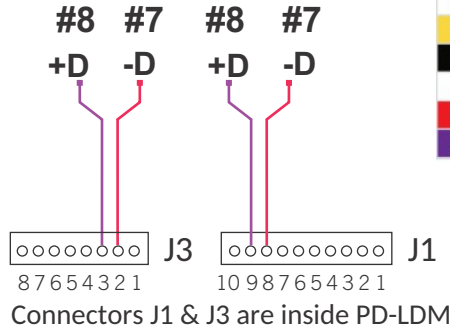 #8 #7 #8 #7
+D -D +D -D
J3 J1
8 7 6 5 4 3 2 1 10 9 8 7 6 5 4 3 2 1
Connectors J1 & J3 are inside PD-LDM